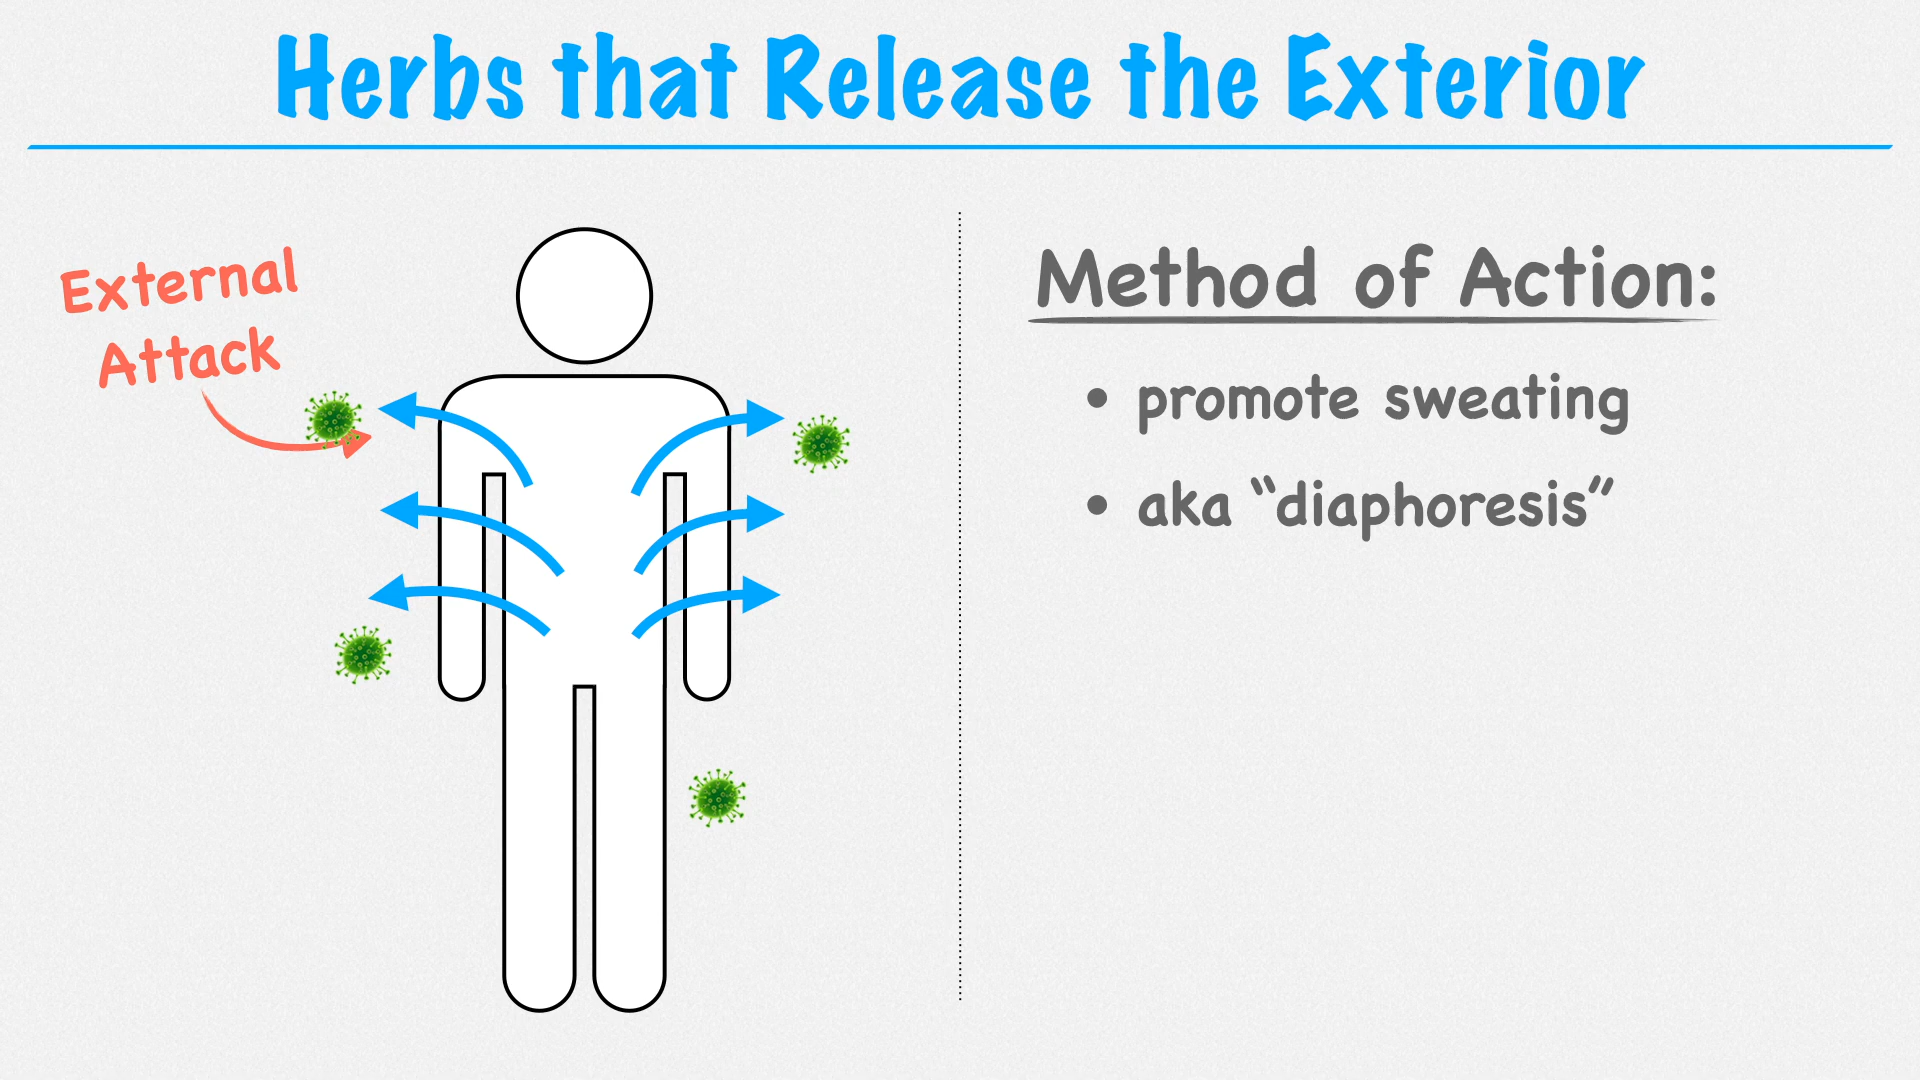 Herbs that Release the Exterior
External
Attack
Method of Action:
• promote sweating
• aka “diaphoresis”